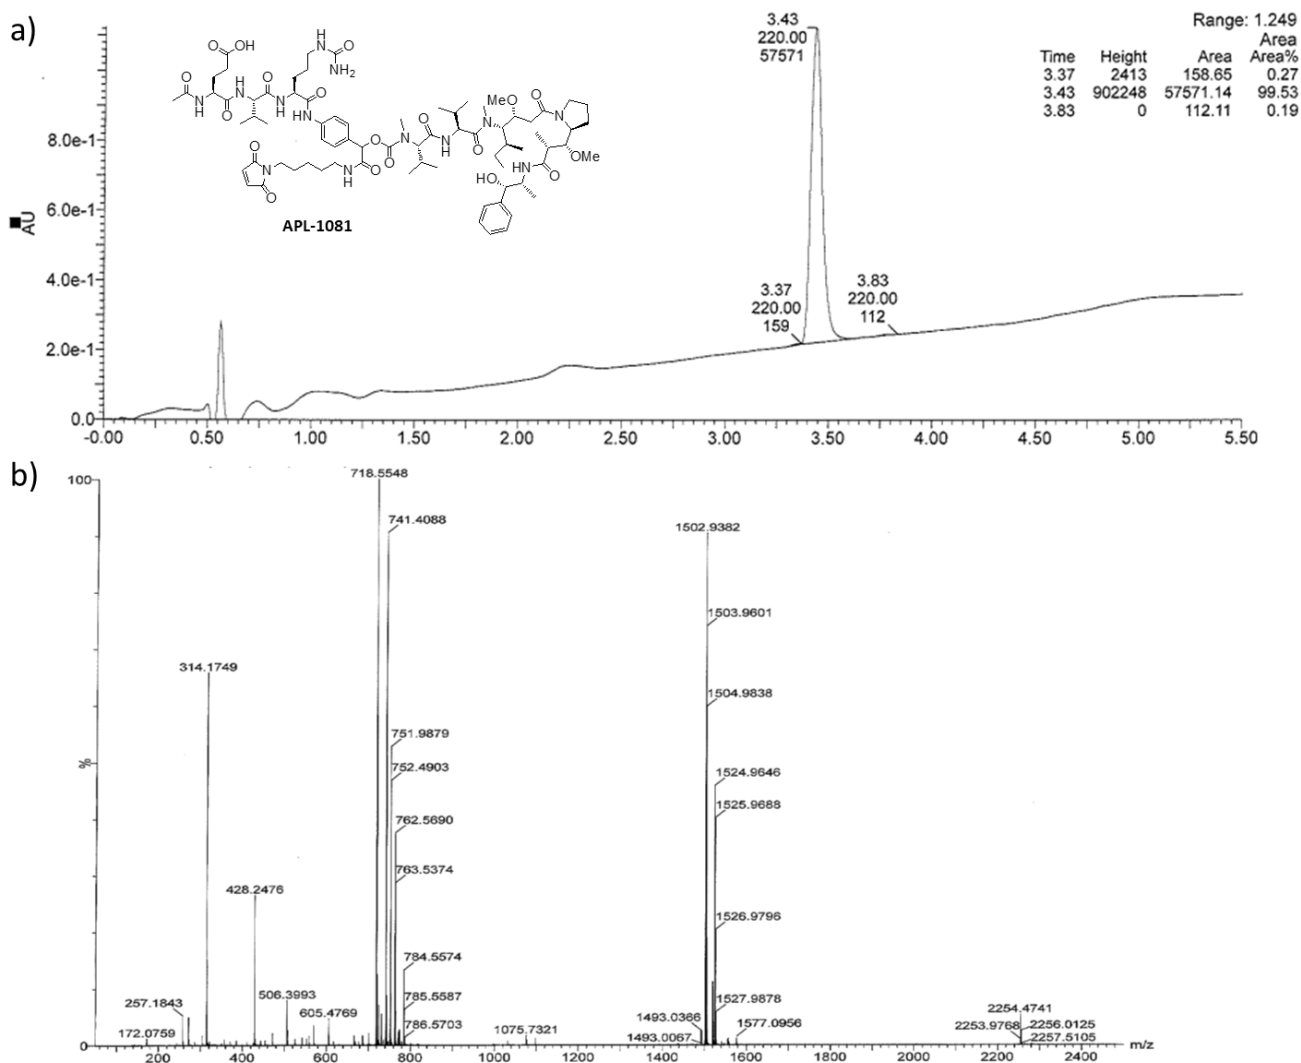 a)
3.43
220.00
57571
Range: 1.249
Area
Time Height Area Area%
3.37 2413 158.65 0.27
3.43 902248 57571.14 99.53
3.83 0 112.11 0.19
OH
O
H
N
O
NH2
O
N
H
O
H
N
O
O
N
H
O
HN
O
O
N
O
N
H
O
O
N
O
O
N
H
O
N
MeO
O
N
OMe
O
NH
HO
APL-1081
AU
8.0e-1
6.0e-1
4.0e-1
2.0e-1
0.0
3.37
220.00
159
3.83
220.00
112
-0.00 0.50 1.00 1.50 2.00 2.50 3.00 3.50 4.00 4.50 5.00 5.50
b)
100
%
0
718.5548
741.4088
1502.9382
1503.9601
314.1749
1504.9838
751.9879
752.4903
1524.9646
1525.9688
762.5690
763.5374
428.2476
1526.9796
784.5574
257.1843
506.3993
785.5587
1527.9878
605.4769
172.0759
786.5703
1075.7321
1493.0366
1493.0067
1577.0956
2254.4741
2253.9768
2256.0125
2257.5105
200 400 600 800 1000 1200 1400 1600 1800 2000 2200 2400
m/z